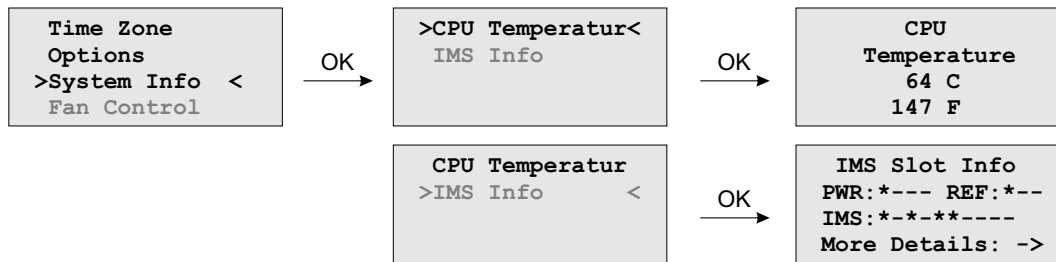 Time Zone
Options
>System Info <
Fan Control
OK
>CPU Temperatur<
IMS Info
OK
CPU
Temperature
64 C
147 F
CPU Temperatur
>IMS Info <
OK
IMS Slot Info
PWR:*--- REF:*--
IMS:*-*-**----
More Details: ->